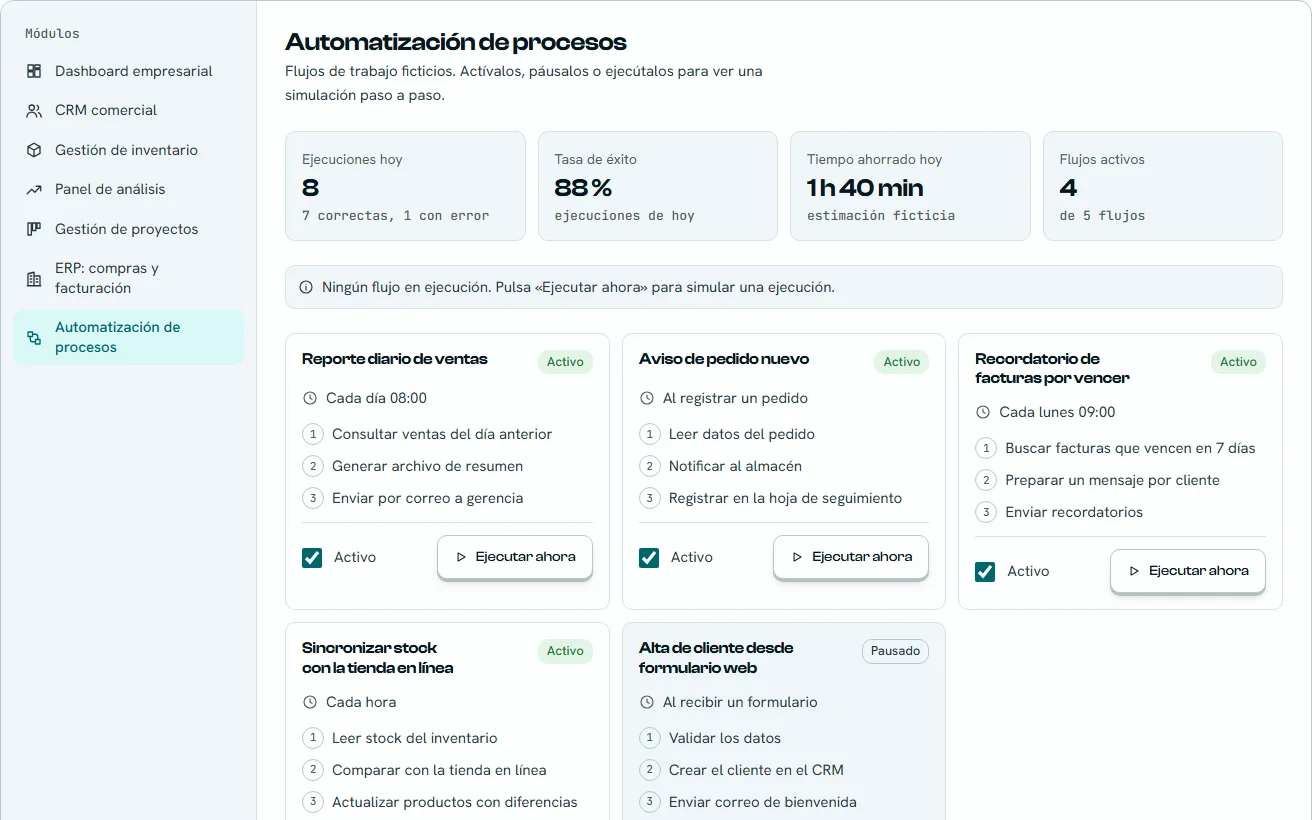 Módulos
Dashboard empresarial
CRM comercial
Gestión de inventario
Panel de análisis
Gestión de proyectos
ERP: compras y
facturación
Automatización de
procesos
Automatización de procesos
Flujos de trabajo ficticios. Actívalos, páusalos o ejecútalos para ver una
simulación paso a paso.
Ejecuciones hoy
8
7 correctas, 1 con error
Tasa de éxito
88 %
ejecuciones de hoy
Tiempo ahorrado hoy
1 h 40 min
estimación ficticia
Flujos activos
4
de 5 flujos
Ningún flujo en ejecución. Pulsa «Ejecutar ahora» para simular una ejecución.
Reporte diario de ventas
Activo
Cada día 08:00
1 Consultar ventas del día anterior
2 Generar archivo de resumen
3 Enviar por correo a gerencia
Activo
Ejecutar ahora
Aviso de pedido nuevo
Activo
Al registrar un pedido
1 Leer datos del pedido
2 Notificar al almacén
3 Registrar en la hoja de seguimiento
Activo
Ejecutar ahora
Recordatorio de
facturas por vencer
Activo
Cada lunes 09:00
1 Buscar facturas que vencen en 7 días
2 Preparar un mensaje por cliente
3 Enviar recordatorios
Activo
Ejecutar ahora
Sincronizar stock
con la tienda en línea
Activo
Cada hora
1 Leer stock del inventario
2 Comparar con la tienda en línea
3 Actualizar productos con diferencias
Alta de cliente desde
formulario web
Pausado
Al recibir un formulario
1 Validar los datos
2 Crear el cliente en el CRM
3 Enviar correo de bienvenida